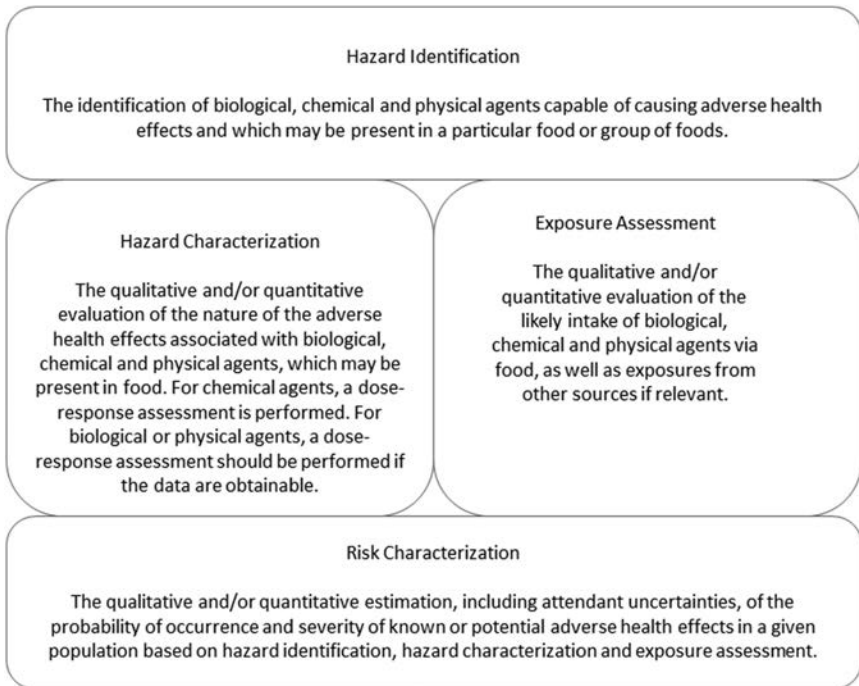 Hazard Identification
The identification of biological, chemical and physical agents capable of causing adverse health
effects and which may be present in a particular food or group of foods.
Hazard Characterization
The qualitative and/or quantitative
evaluation of the nature of the adverse
health effects associated with biological,
chemical and physical agents, which may be
present in food. For chemical agents, a dose-
response assessment is performed. For
biological or physical agents, a dose-
response assessment should be performed if
the data are obtainable.
Exposure Assessment
The qualitative and/or
quantitative evaluation of the
likely intake of biological,
chemical and physical agents via
food, as well as exposures from
other sources if relevant.
Risk Characterization
The qualitative and/or quantitative estimation, including attendant uncertainties, of the
probability of occurrence and severity of known or potential adverse health effects in a given
population based on hazard identification, hazard characterization and exposure assessment.